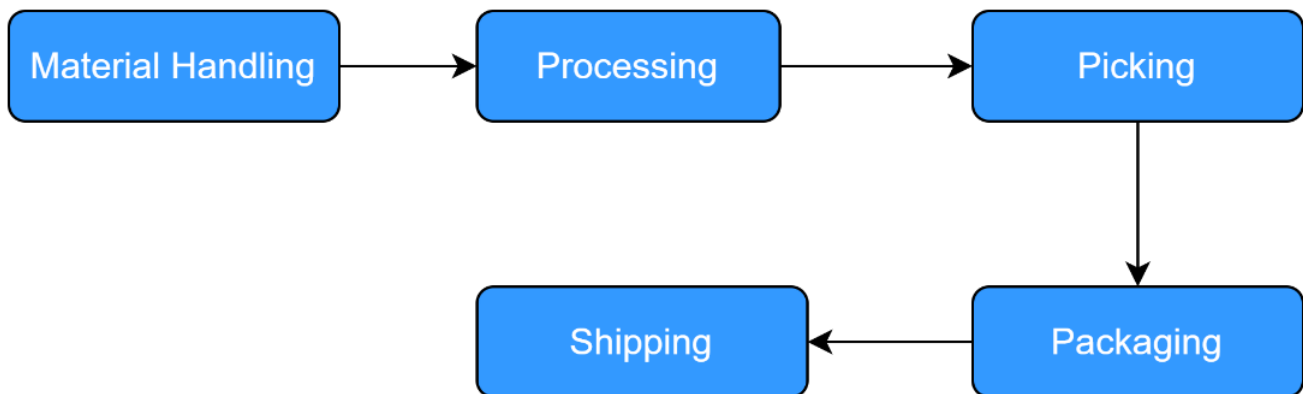 Material Handling
Processing
Picking
Packaging
Shipping